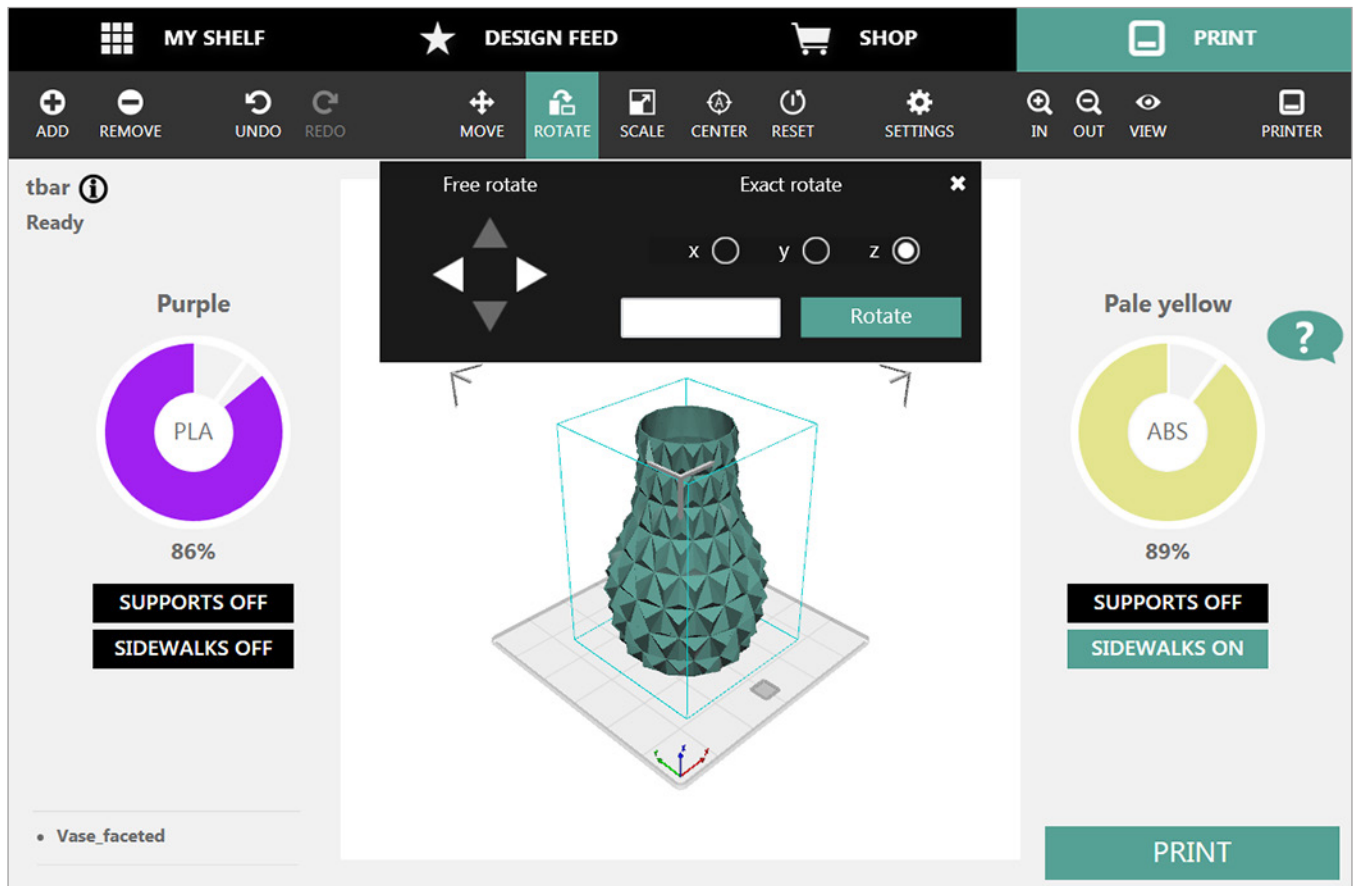 MY SHELF
DESIGN FEED
SHOP
PRINT
ADD
REMOVE
UNDO
REDO
MOVE
ROTATE
SCALE
CENTER
RESET
SETTINGS
IN
OUT
VIEW
PRINTER
tbar
Ready
Free rotate
Exact rotate
x
y
z
Rotate
Purple
PLA
86%
SUPPORTS OFF
SIDEWALKS OFF
Pale yellow
?
ABS
89%
SUPPORTS OFF
SIDEWALKS ON
• Vase_faceted
PRINT